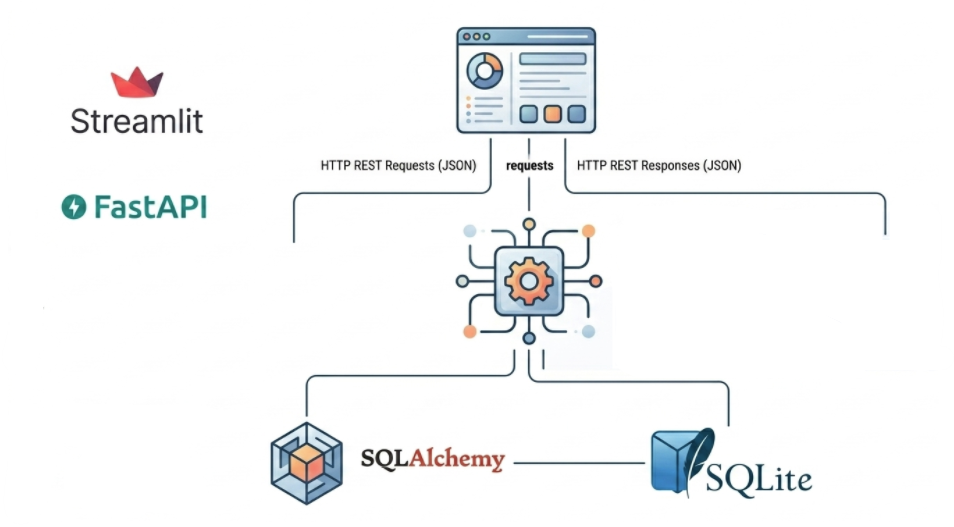 Streamlit
HTTP REST Requests (JSON) requests HTTP REST Responses (JSON)
FastAPI
SQLAlchemy
SQLite